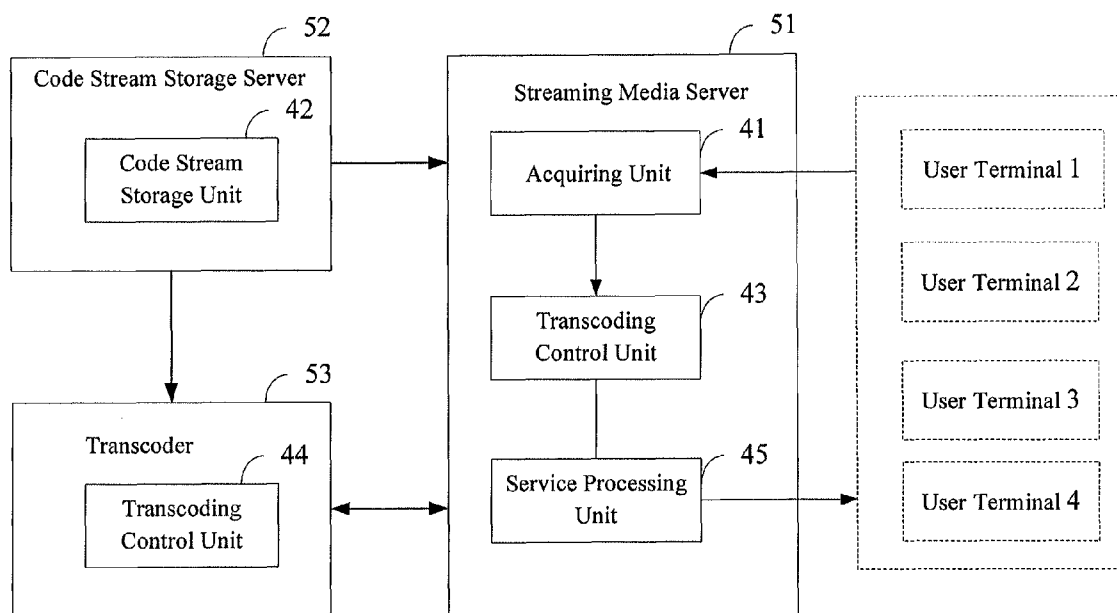 52
Code Stream Storage Server
42
Code Stream
Storage Unit
53
Transcoder
44
Transcoding
Control Unit
51
Streaming Media Server
41
Acquiring Unit
43
Transcoding
Control Unit
45
Service Processing
Unit
User Terminal 1
User Terminal 2
User Terminal 3
User Terminal 4